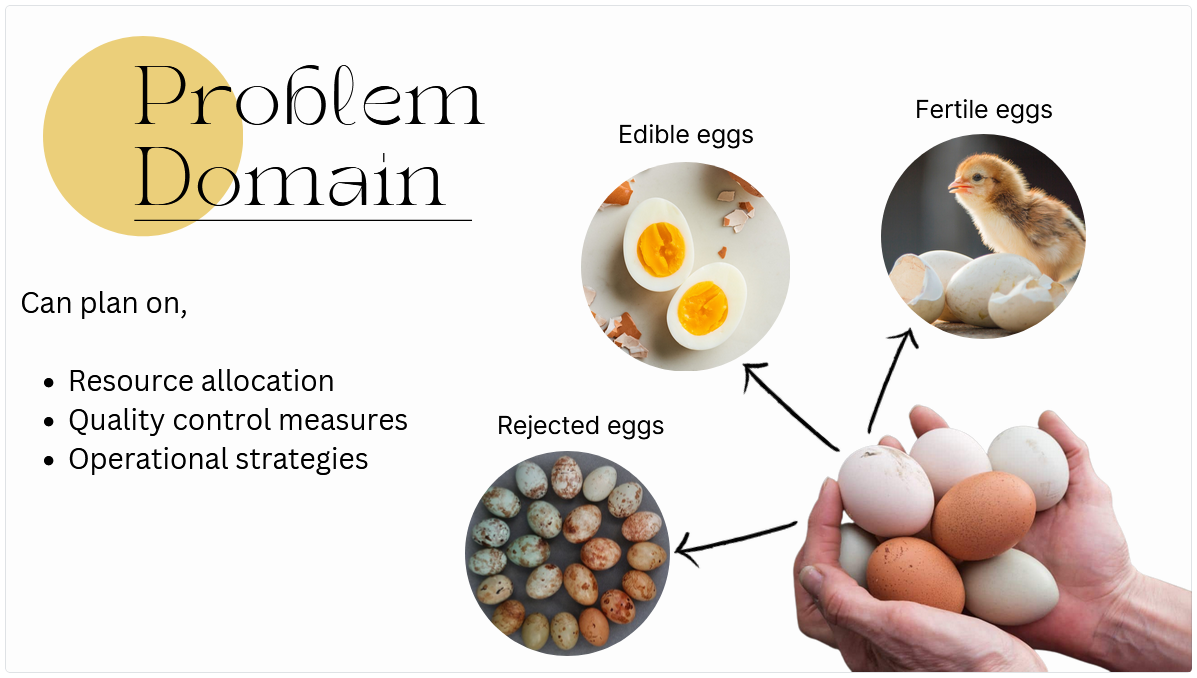 Problem
Domain
Can plan on,
• Resource allocation
• Quality control measures
• Operational strategies
Edible eggs
Fertile eggs
Rejected eggs